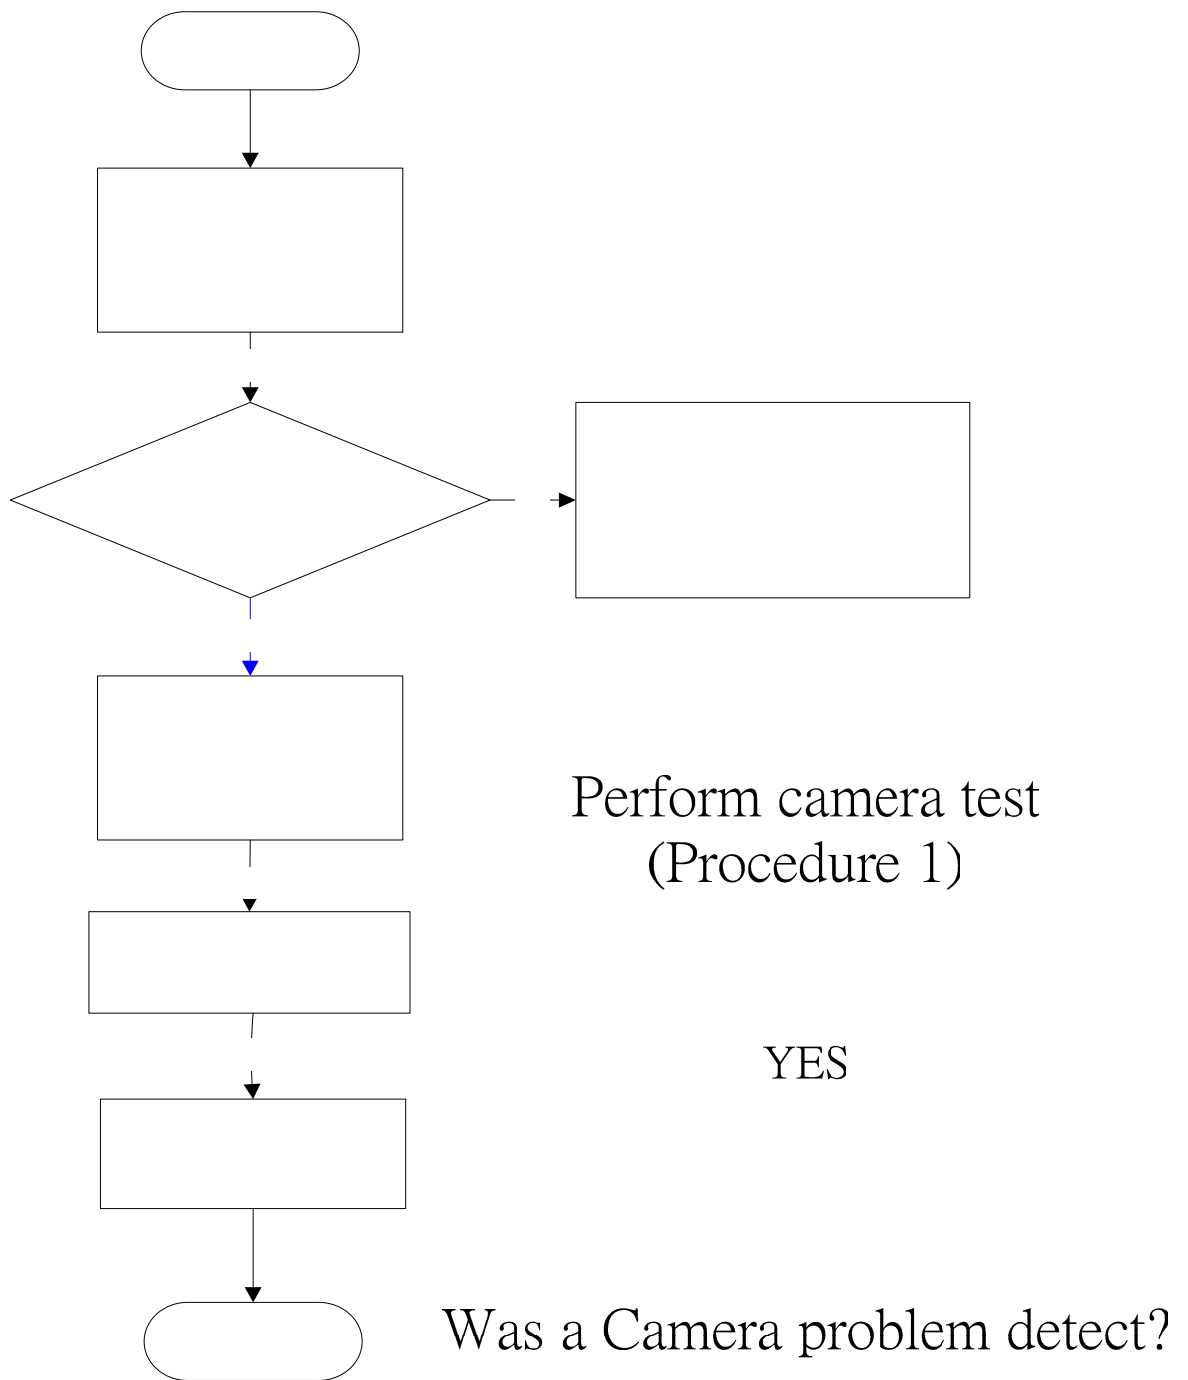 Perform camera test
(Procedure 1)
YES
Was a Camera problem detect?